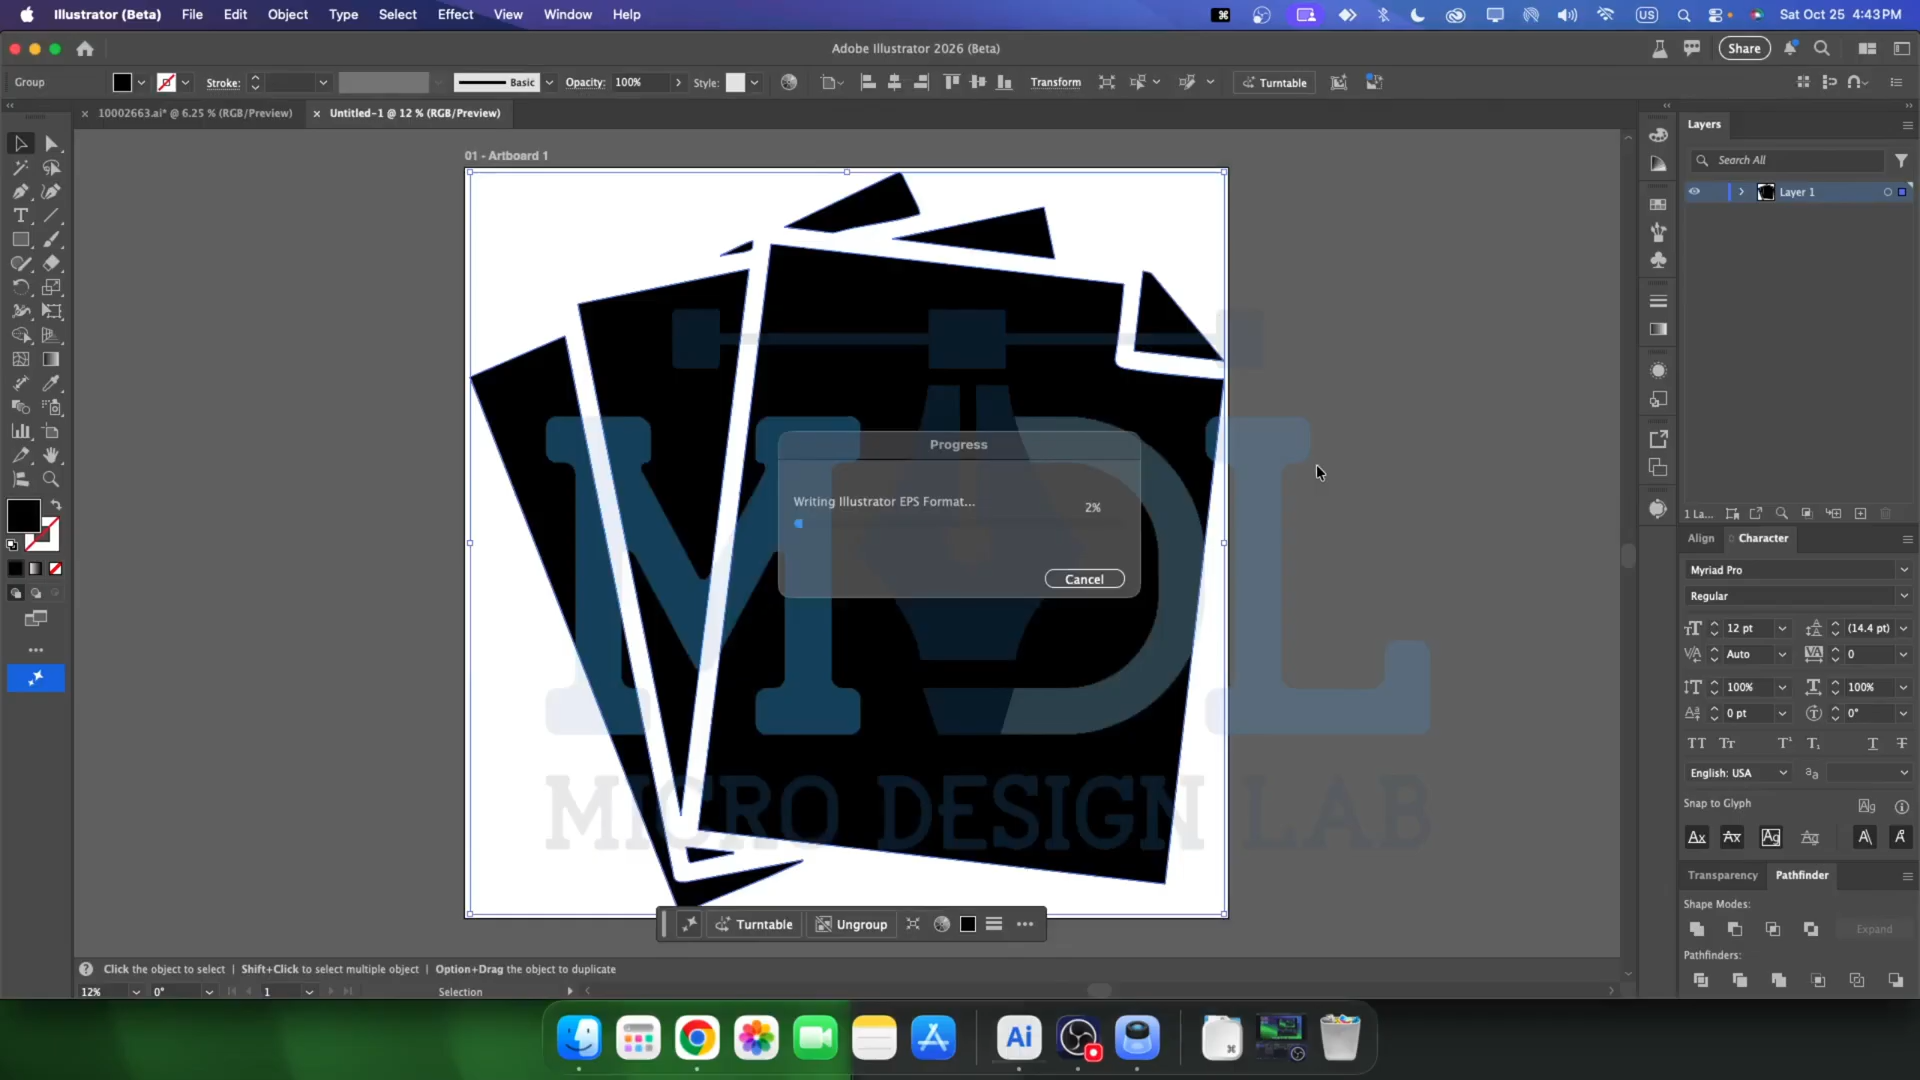 Illustrator (Beta) File Edit Object Type Select Effect View Window Help
US Sat Oct 25 4:43 PM
Adobe Illustrator 2026 (Beta)
Share
Group Stroke: Basic Opacity: 100% Style: Transform Turntable
10002663.ai* @ 6.25 % (RGB/Preview) Untitled-1 @ 12 % (RGB/Preview)
01 - Artboard 1
Layers
Search All
Layer 1
1 La...
Align Character
Myriad Pro
Regular
12 pt (14.4 pt)
Auto 0
100% 100%
0 pt 0°
English: USA
Snap to Glyph
Transparency Pathfinder
Shape Modes:
Expand
Pathfinders:
Progress
Writing Illustrator EPS Format...
2%
Cancel
MDL
MICRO DESIGN LAB
Turntable Ungroup
Click the object to select | Shift+Click to select multiple object | Option+Drag the object to duplicate
12% 0° 1 Selection
Ai